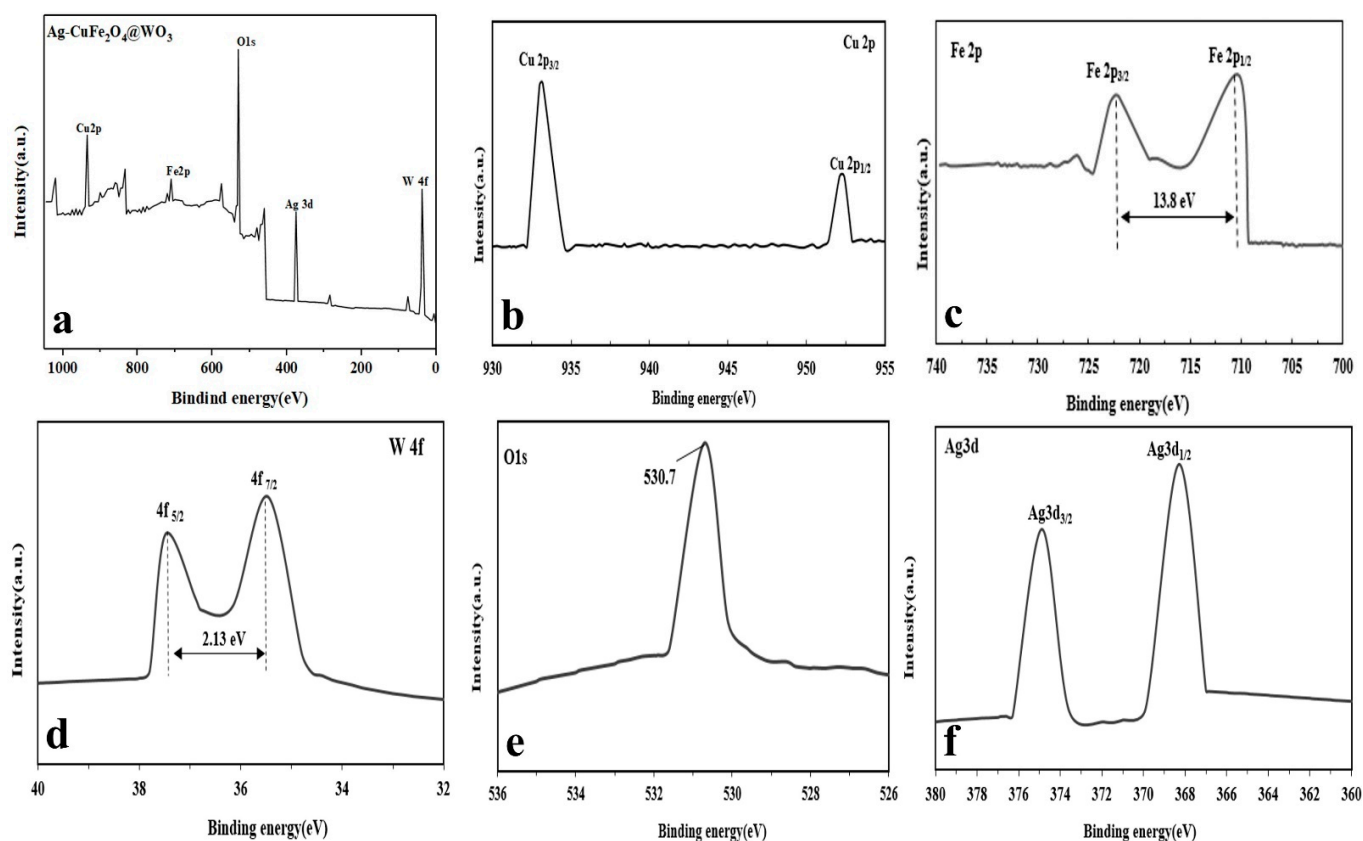 Ag-CuFe₂O₄@WO₃
O1s
Cu2p
Fe2p
Ag 3d
W 4f
a
Intensity(a.u.)
1000 800 600 400 200 0
Bindind energy(eV)
Cu 2p
Cu 2p₃/₂
Cu 2p₁/₂
b
Intensity(a.u.)
930 935 940 945 950 955
Binding energy(eV)
Fe 2p
Fe 2p₃/₂
Fe 2p₁/₂
13.8 eV
c
Intensity(a.u.)
740 735 730 725 720 715 710 705 700
Binding energy(eV)
W 4f
4f ₅/₂
4f ₇/₂
2.13 eV
d
Intensity(a.u.)
40 38 36 35 34 32
Binding energy(eV)
O1s
530.7
e
Intensity(a.u.)
536 534 532 530 528 526
Binding energy(eV)
Ag3d
Ag3d₃/₂
Ag3d₁/₂
f
Intensity(a.u.)
380 378 376 374 372 370 368 366 364 362 360
Binding energy(eV)